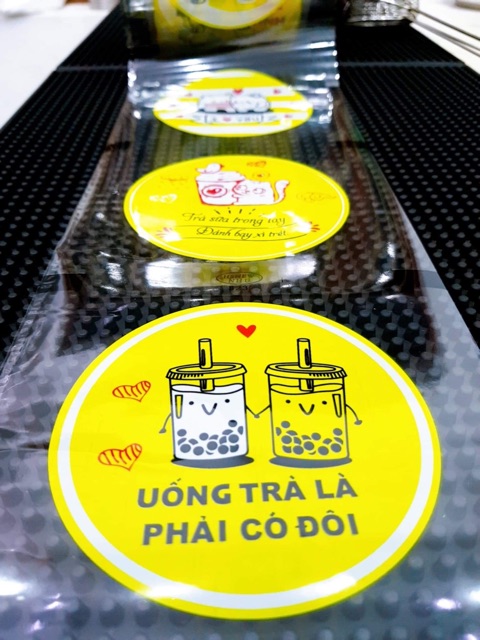 Trà sữa trong tay
Đánh bay xì trét
UỐNG TRÀ LÀ
PHẢI CÓ ĐÔI